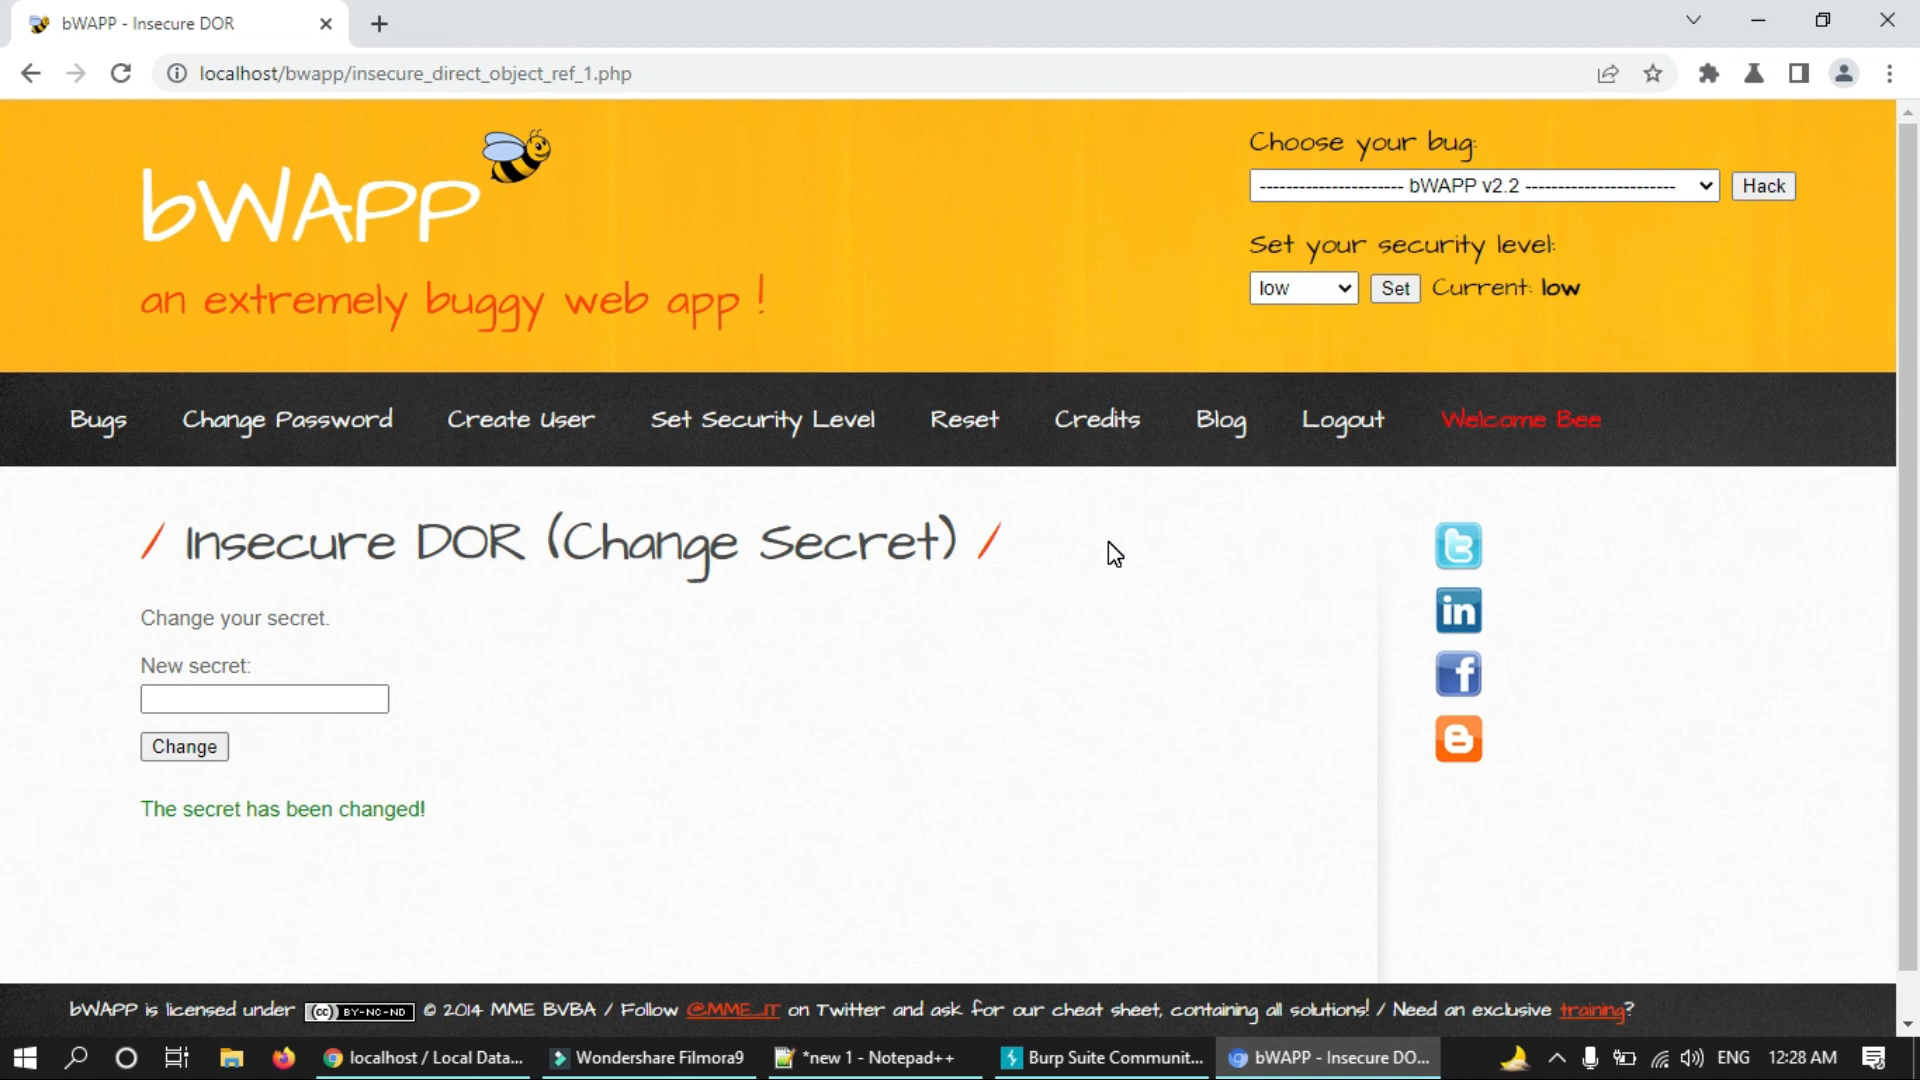 bWAPP - Insecure DOR
localhost/bwapp/insecure_direct_object_ref_1.php
bWAPP
an extremely buggy web app !
Choose your bug:
---------------------- bWAPP v2.2 -----------------------
Hack
Set your security level:
low
Set
Current: low
Bugs
Change Password
Create User
Set Security Level
Reset
Credits
Blog
Logout
Welcome Bee
/ Insecure DOR (Change Secret) /
Change your secret.
New secret:
Change
The secret has been changed!
bWAPP is licensed under (cc) BY-NC-ND © 2014 MME BVBA / Follow @MME_IT on Twitter and ask for our cheat sheet, containing all solutions! / Need an exclusive training?
localhost / Local Data...
Wondershare Filmora9
*new 1 - Notepad++
Burp Suite Communit...
bWAPP - Insecure DO...
ENG
12:28 AM